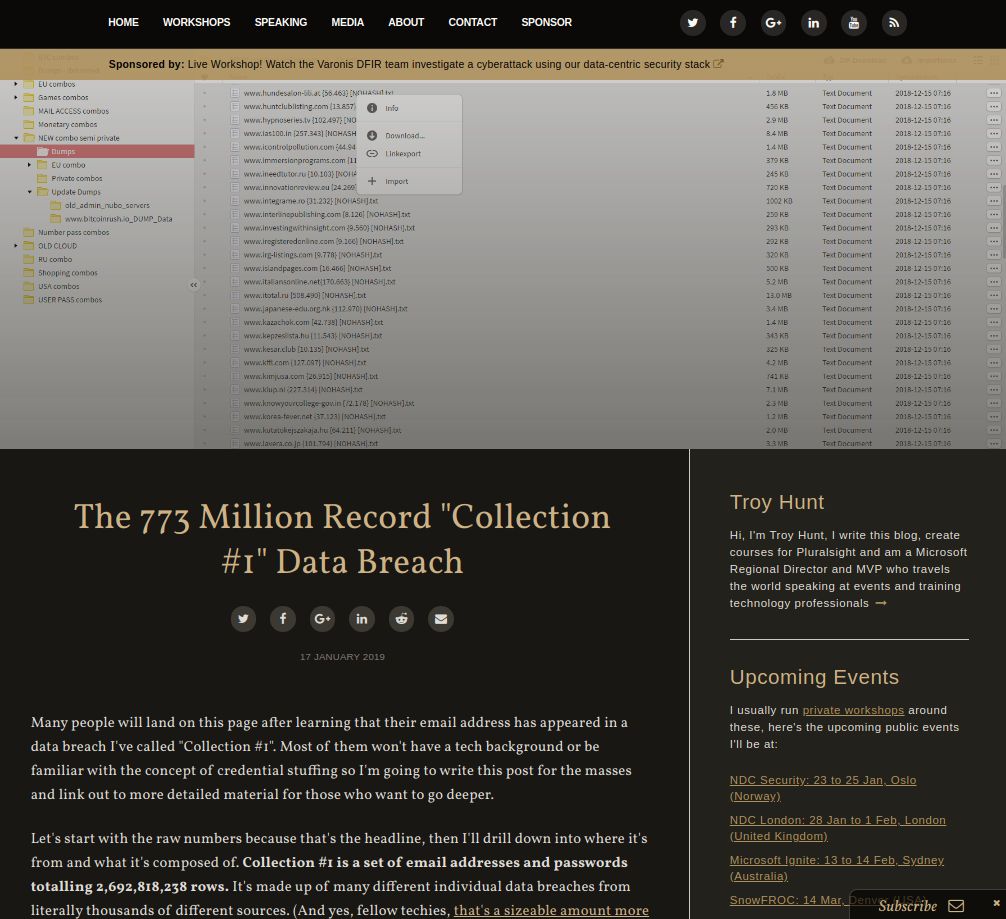 HOME WORKSHOPS SPEAKING MEDIA ABOUT CONTACT SPONSOR
Sponsored by: Live Workshop! Watch the Varonis DFIR team investigate a cyberattack using our data-centric security stack
EU combos
Games combos
MAIL ACCESS combos
Monetary combos
NEW combo semi private
Dumps
EU combo
Private combos
Update Dumps
old_admin_nubo_servers
www.bitcoinrush.io_DUMP_Data
Number pass combos
OLD CLOUD
RU combo
Shopping combos
USA combos
USER PASS combos
www.hundesalon-lili.at {56.463} [NOHASH].txt 1.8 MB Text Document 2018-12-15 07:16
www.huntclublisting.com {13.857} 456 KB Text Document 2018-12-15 07:16
www.hypnoseries.tv {102.497} [NO 2.9 MB Text Document 2018-12-15 07:16
www.ias100.in {257.343} [NOHASH 8.4 MB Text Document 2018-12-15 07:16
www.icontrolpollution.com {44.94 1.4 MB Text Document 2018-12-15 07:16
www.immersionprograms.com {11 379 KB Text Document 2018-12-15 07:16
www.ineedtutor.ru {10.103} [NOHA 245 KB Text Document 2018-12-15 07:16
www.innovationreview.eu {24.269} 720 KB Text Document 2018-12-15 07:16
www.integrame.ro {31.232} [NOHASH].txt 1002 KB Text Document 2018-12-15 07:16
www.interlinepublishing.com {8.126} [NOHASH].txt 259 KB Text Document 2018-12-15 07:16
www.investingwithinsight.com {9.560} [NOHASH].txt 293 KB Text Document 2018-12-15 07:16
www.iregisteredonline.com {9.166} [NOHASH].txt 292 KB Text Document 2018-12-15 07:16
www.irg-listings.com {9.778} [NOHASH].txt 320 KB Text Document 2018-12-15 07:16
www.islandpages.com {16.466} [NOHASH].txt 500 KB Text Document 2018-12-15 07:16
www.italiansonline.net{170.663} [NOHASH].txt 5.2 MB Text Document 2018-12-15 07:16
www.itotal.ru {508.490} [NOHASH].txt 13.0 MB Text Document 2018-12-15 07:16
www.japanese-edu.org.hk {112.970} [NOHASH].txt 3.4 MB Text Document 2018-12-15 07:16
www.kazachok.com {42.738} [NOHASH].txt 1.4 MB Text Document 2018-12-15 07:16
www.kepzeslista.hu {11.543} [NOHASH].txt 343 KB Text Document 2018-12-15 07:16
www.kesar.club {10.135} [NOHASH].txt 325 KB Text Document 2018-12-15 07:16
www.kffl.com {127.097} [NOHASH].txt 4.2 MB Text Document 2018-12-15 07:16
www.kimjusa.com {26.915} [NOHASH].txt 741 KB Text Document 2018-12-15 07:16
www.klup.nl {227.314} [NOHASH].txt 7.1 MB Text Document 2018-12-15 07:16
www.knowyourcollege-gov.in {72.178} [NOHASH].txt 2.3 MB Text Document 2018-12-15 07:16
www.korea-fever.net {37.123} [NOHASH].txt 1.2 MB Text Document 2018-12-15 07:16
www.kutatokejszakaja.hu {64.211} [NOHASH].txt 2.0 MB Text Document 2018-12-15 07:16
www.lavera.co.jp {101.794} [NOHASH].txt 3.3 MB Text Document 2018-12-15 07:16
Info
Download...
Linkexport
Import
The 773 Million Record "Collection
#1" Data Breach
17 JANUARY 2019
Many people will land on this page after learning that their email address has appeared in a
data breach I've called "Collection #1". Most of them won't have a tech background or be
familiar with the concept of credential stuffing so I'm going to write this post for the masses
and link out to more detailed material for those who want to go deeper.
Let's start with the raw numbers because that's the headline, then I'll drill down into where it's
from and what it's composed of. Collection #1 is a set of email addresses and passwords
totalling 2,692,818,238 rows. It's made up of many different individual data breaches from
literally thousands of different sources. (And yes, fellow techies, that's a sizeable amount more
Troy Hunt
Hi, I'm Troy Hunt, I write this blog, create
courses for Pluralsight and am a Microsoft
Regional Director and MVP who travels
the world speaking at events and training
technology professionals →
Upcoming Events
I usually run private workshops around
these, here's the upcoming public events
I'll be at:
NDC Security: 23 to 25 Jan, Oslo
(Norway)
NDC London: 28 Jan to 1 Feb, London
(United Kingdom)
Microsoft Ignite: 13 to 14 Feb, Sydney
(Australia)
SnowFROC: 14 Mar, Denver (USA)
Subscribe